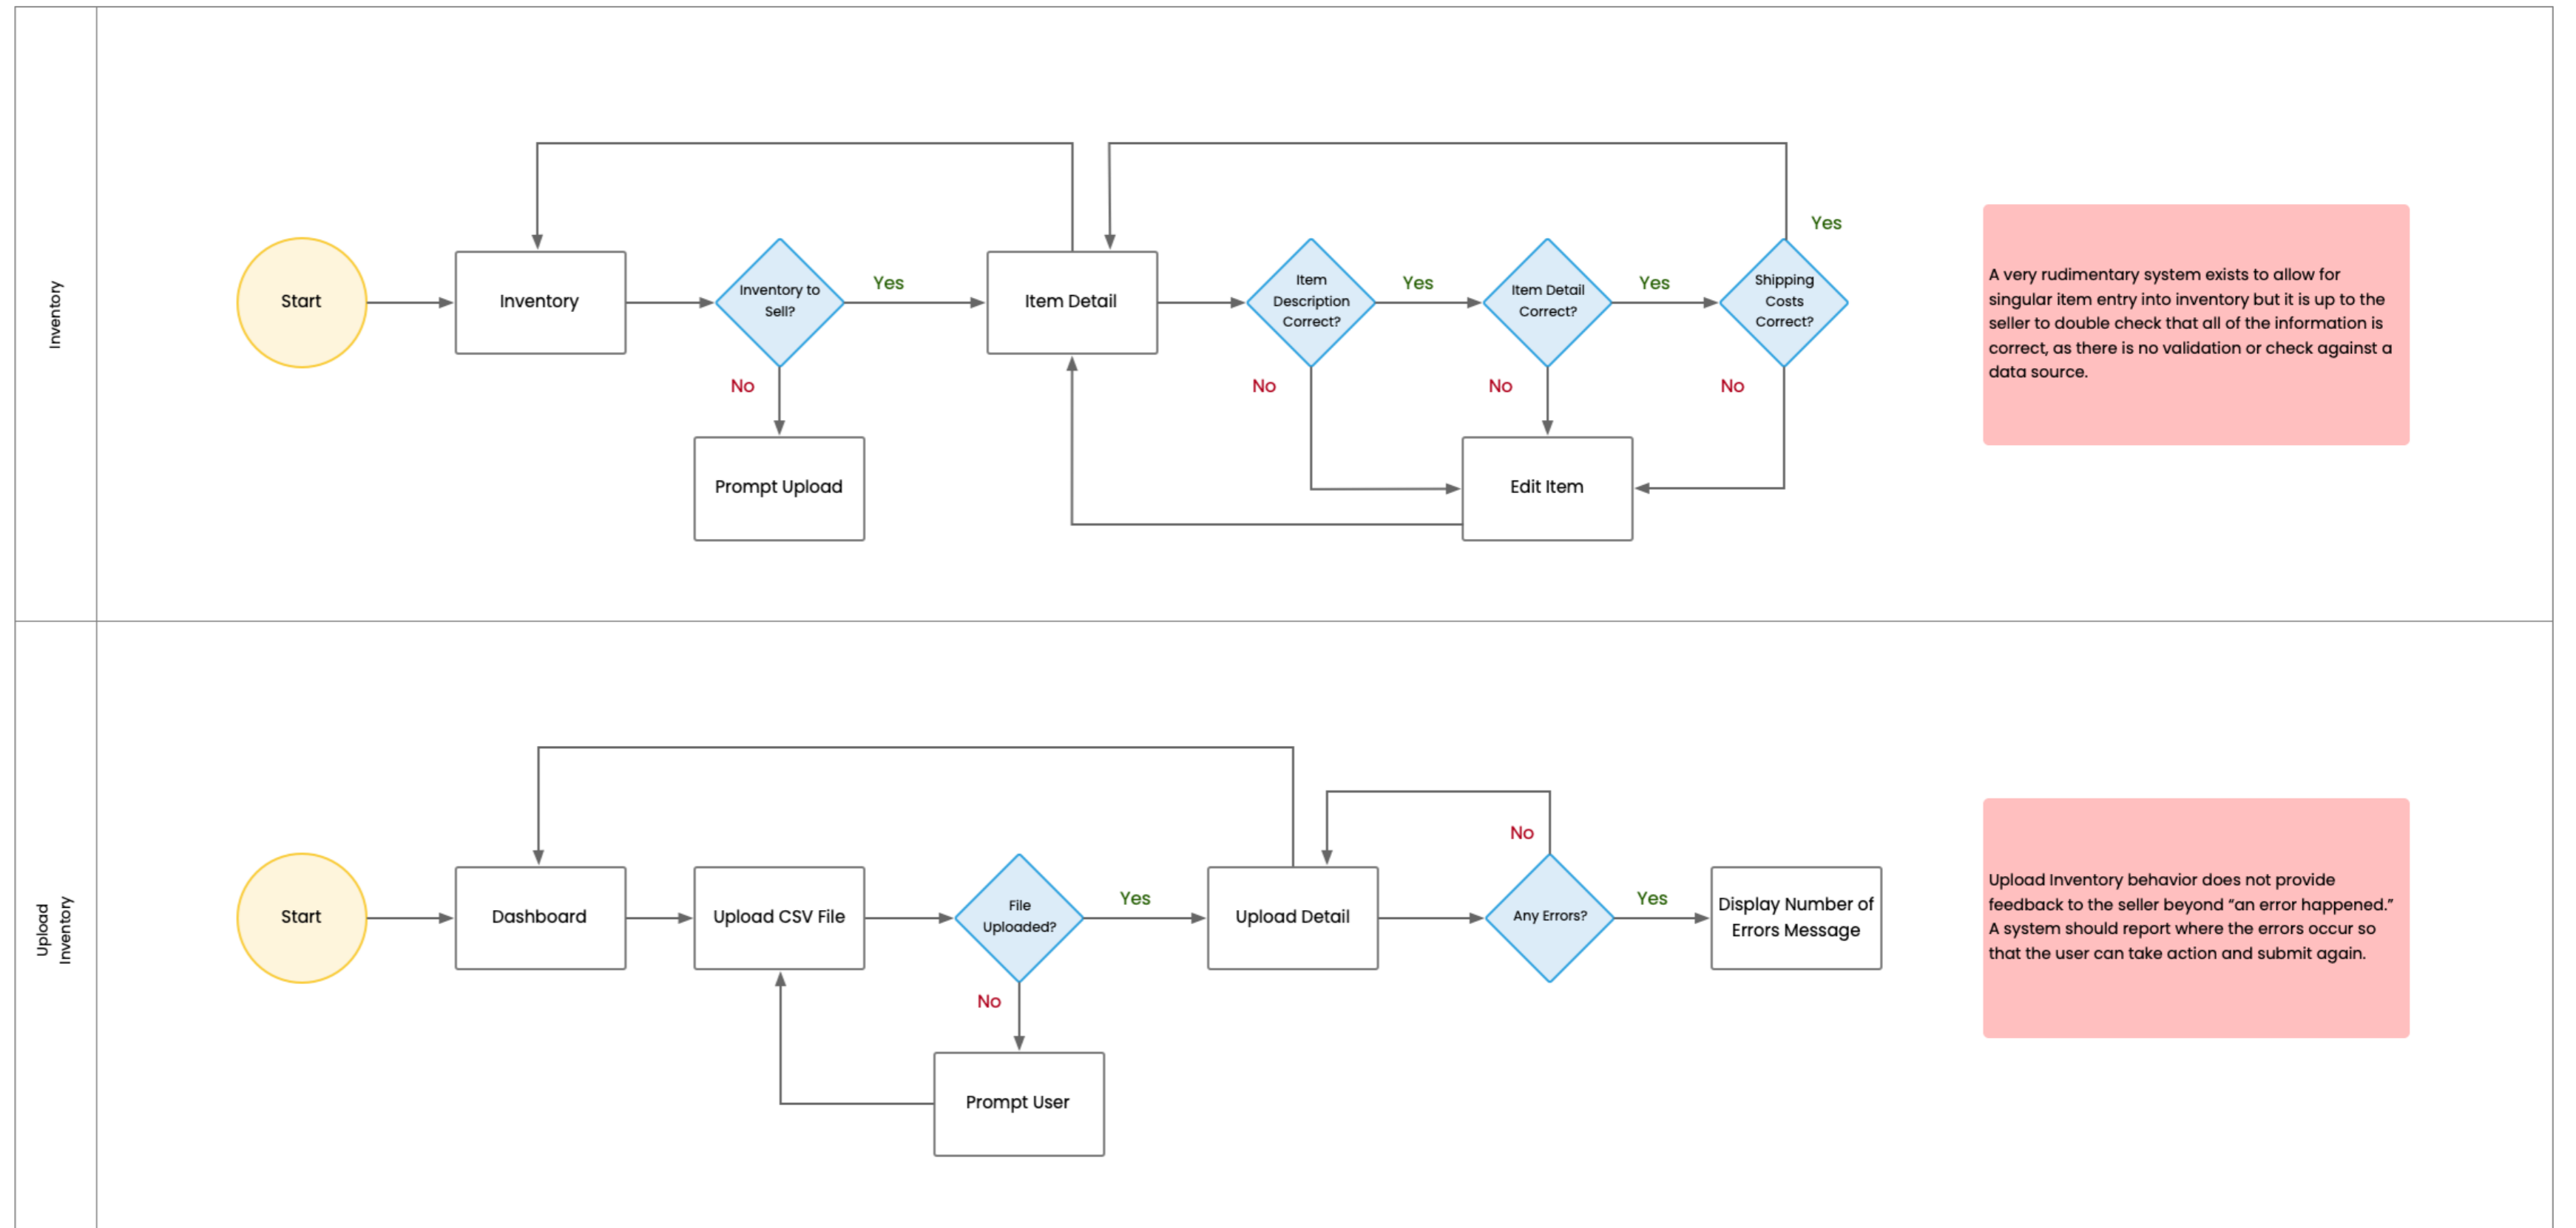 Inventory
Start
Inventory
Inventory to
Sell?
Yes
No
Prompt Upload
Item Detail
Item
Description
Correct?
Yes
No
Item Detail
Correct?
Yes
No
Shipping
Costs
Correct?
Yes
No
Edit Item
A very rudimentary system exists to allow for
singular item entry into inventory but it is up to the
seller to double check that all of the information is
correct, as there is no validation or check against a
data source.
Upload
Inventory
Start
Dashboard
Upload CSV File
File
Uploaded?
Yes
No
Prompt User
Upload Detail
Any Errors?
No
Yes
Display Number of
Errors Message
Upload Inventory behavior does not provide
feedback to the seller beyond “an error happened.”
A system should report where the errors occur so
that the user can take action and submit again.